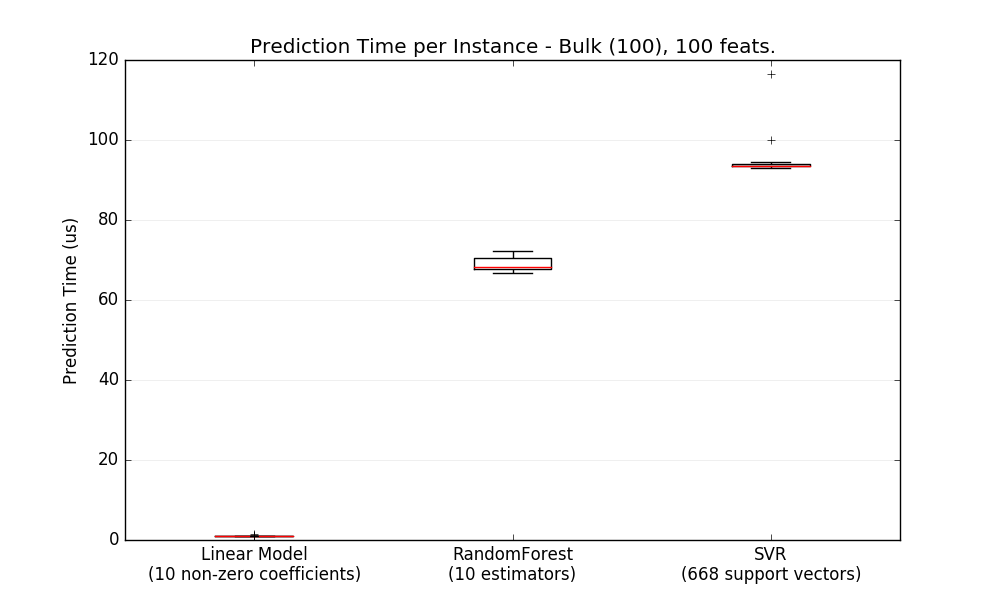 Prediction Time per Instance - Bulk (100), 100 feats.
120
100
80
60
40
20
0
Prediction Time (us)
Linear Model
(10 non-zero coefficients)
RandomForest
(10 estimators)
SVR
(668 support vectors)